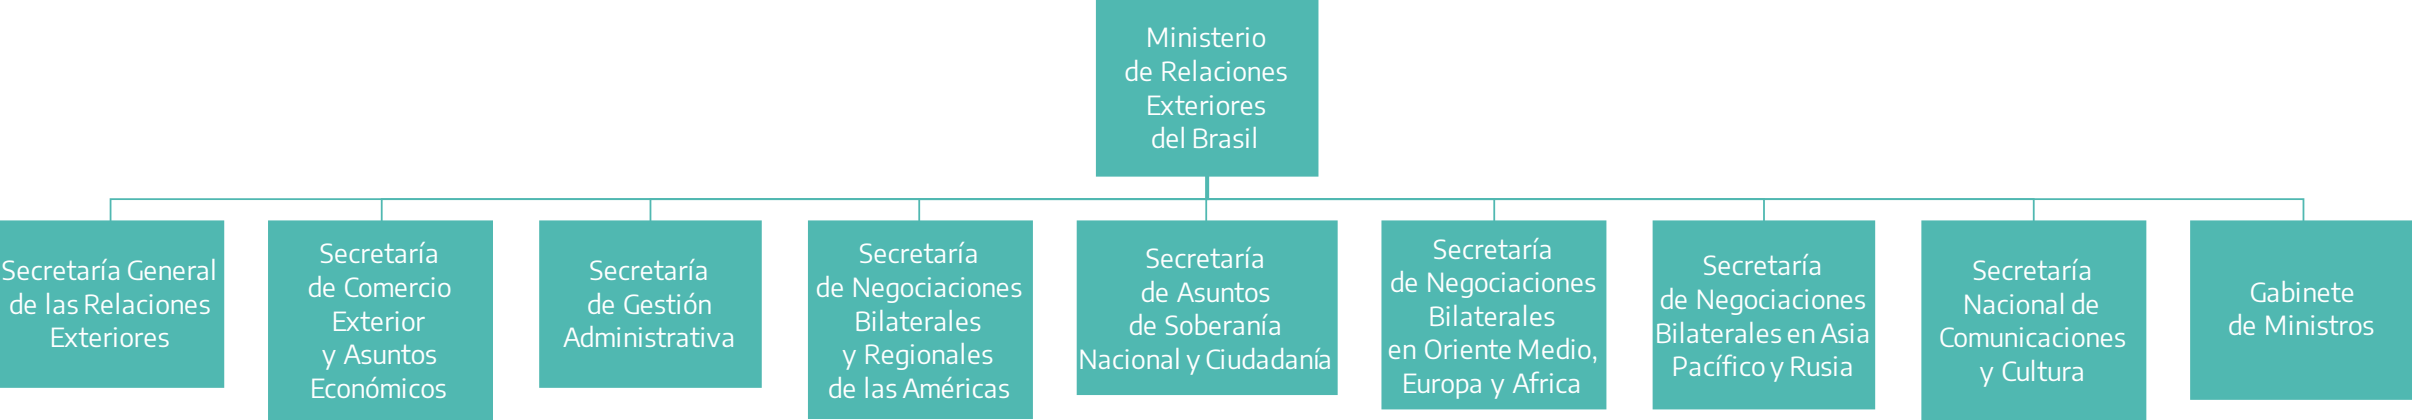 Ministerio
de Relaciones
Exteriores
del Brasil
Secretaría General
de las Relaciones
Exteriores
Secretaría
de Comercio
Exterior
y Asuntos
Económicos
Secretaría
de Gestión
Administrativa
Secretaría
de Negociaciones
Bilaterales
y Regionales
de las Américas
Secretaría
de Asuntos
de Soberanía
Nacional y Ciudadanía
Secretaría
de Negociaciones
Bilaterales
en Oriente Medio,
Europa y Africa
Secretaría
de Negociaciones
Bilaterales en Asia
Pacífico y Rusia
Secretaría
Nacional de
Comunicaciones
y Cultura
Gabinete
de Ministros